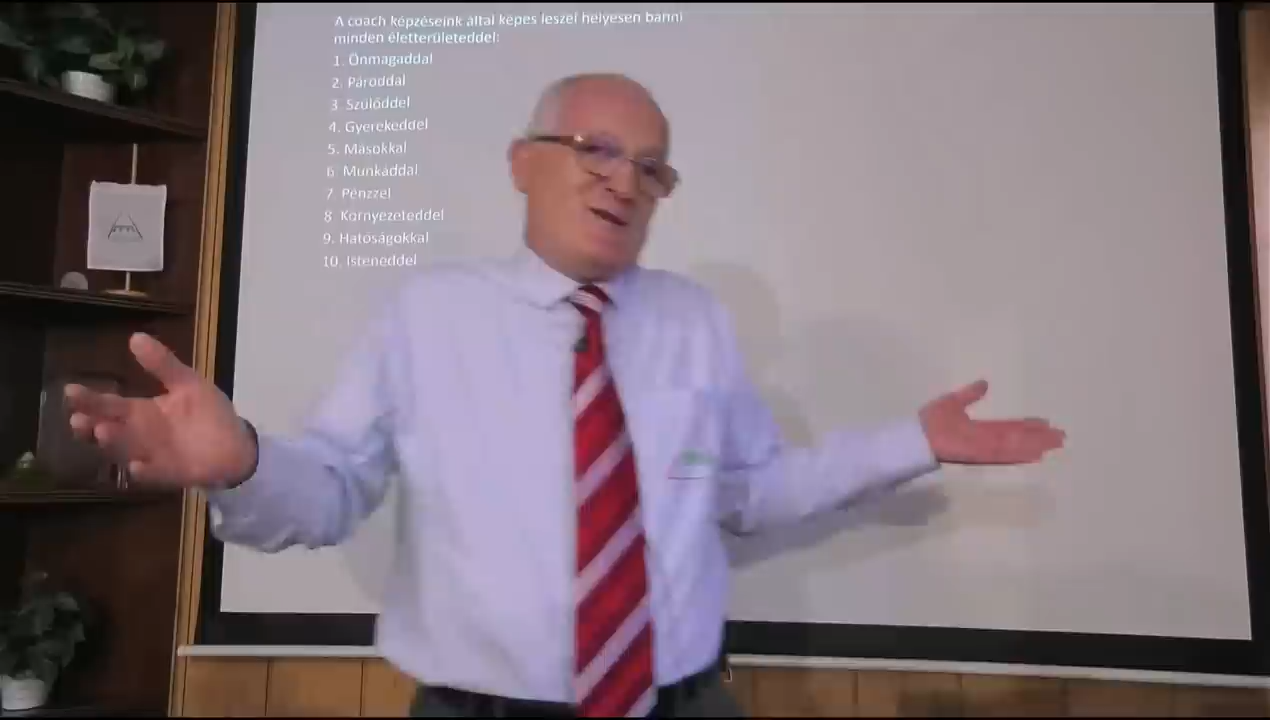 A coach képzéseink által képes leszel helyesen bánni
minden életterületeddel:
1. Önmagaddal
2. Pároddal
3 Szülőddel
4. Gyerekeddel
5. Másokkal
6 Munkáddal
7 Pénzzel
8 Környezeteddel
9. Hatóságokkal
10. Isteneddel